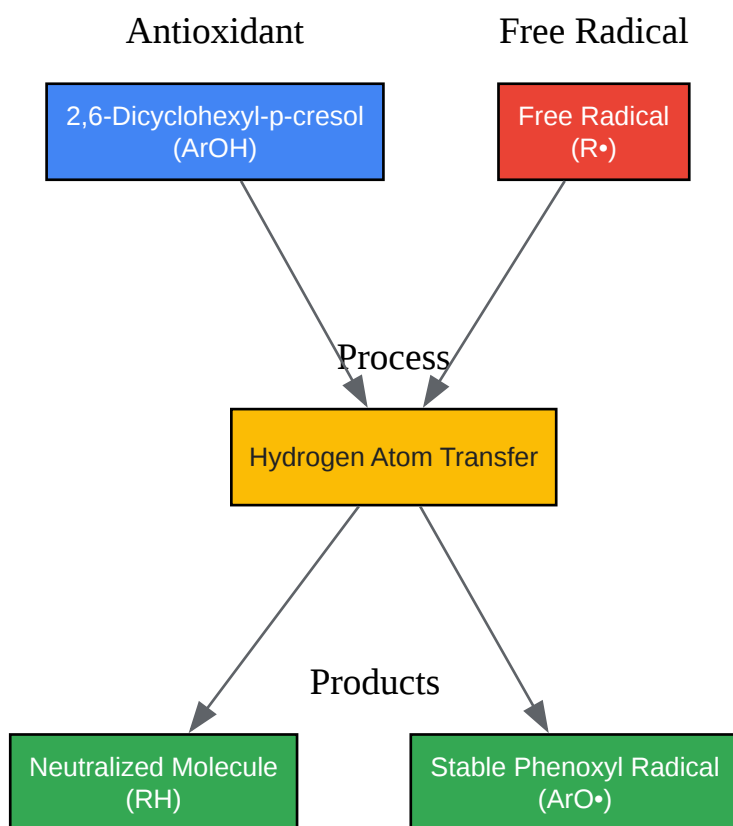 Antioxidant
Free Radical
2,6-Dicyclohexyl-p-cresol
(ArOH)
Free Radical
(R•)
Process
Hydrogen Atom Transfer
Products
Neutralized Molecule
(RH)
Stable Phenoxyl Radical
(ArO•)